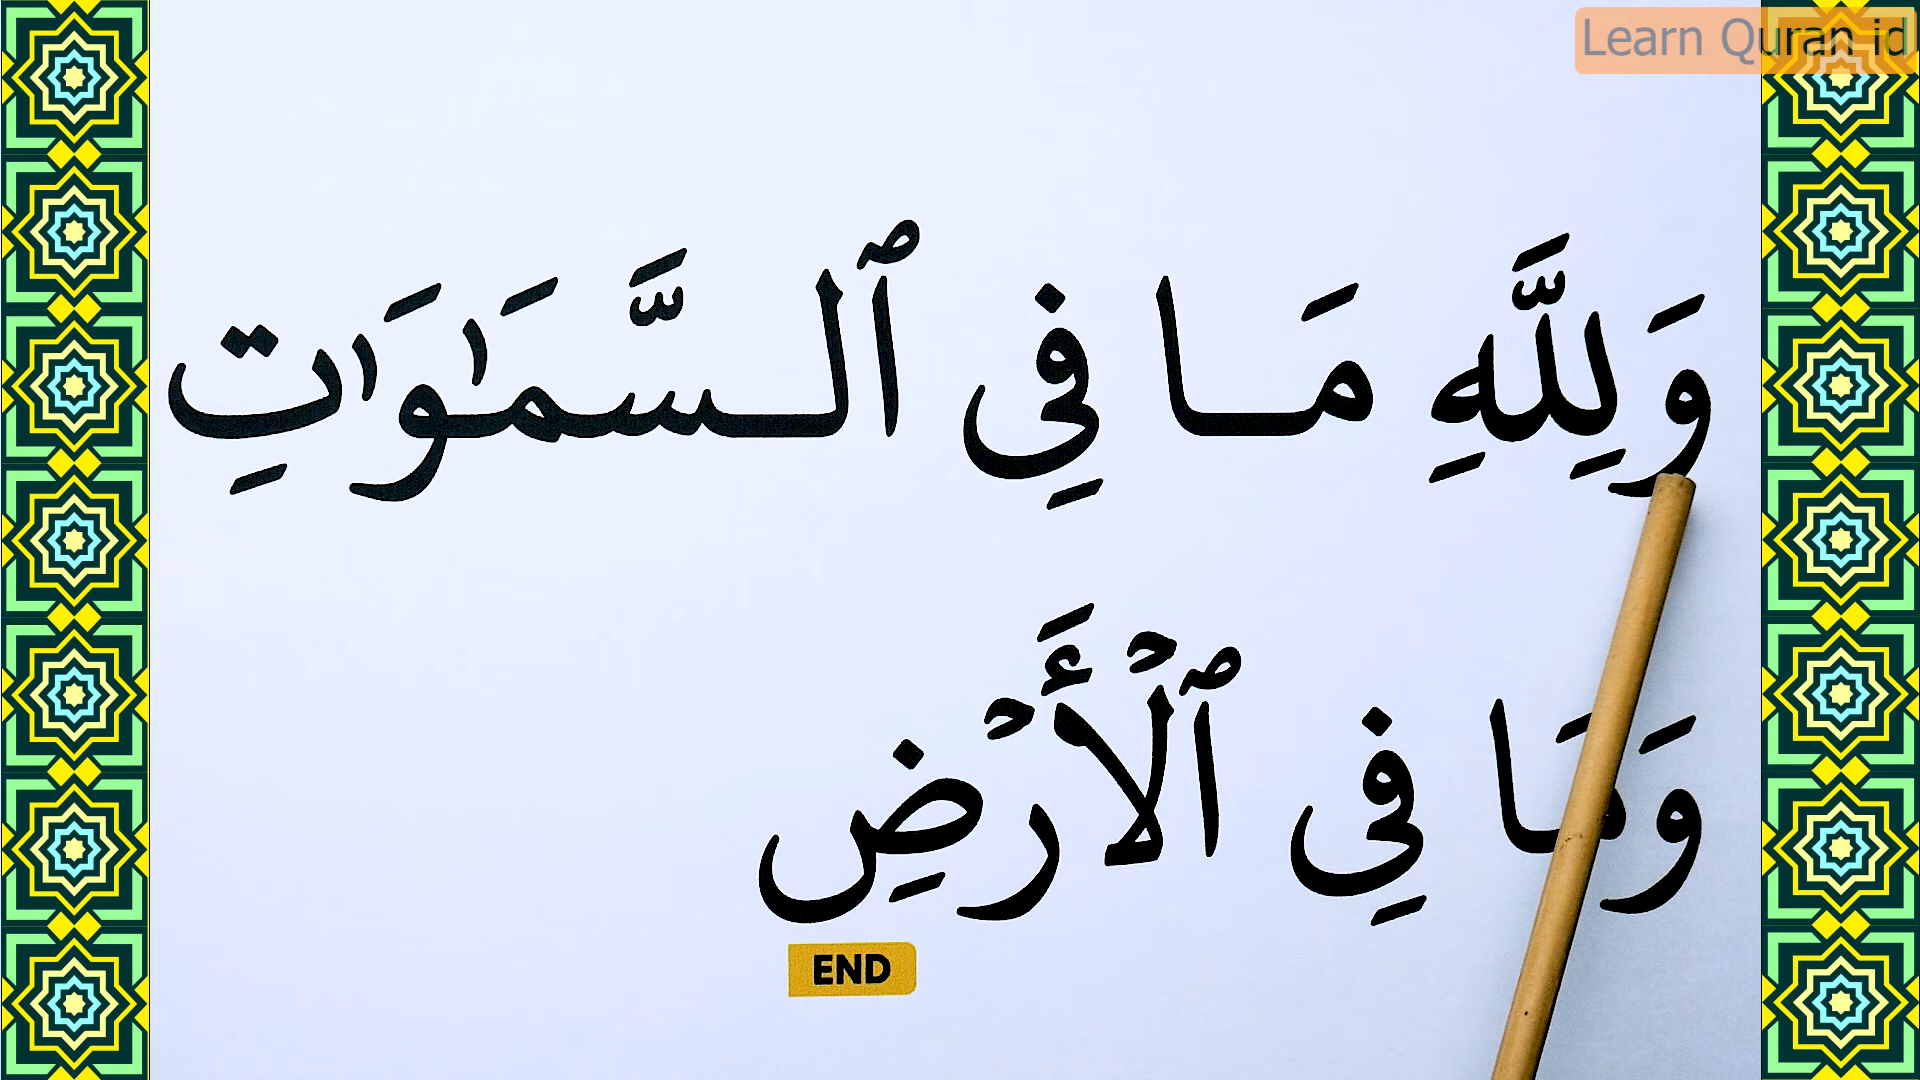 Learn Quran id
وَلِلَّهِ مَا فِي ٱلسَّمَٰوَٰتِ
وَمَا فِي ٱلْأَرْضِ
END